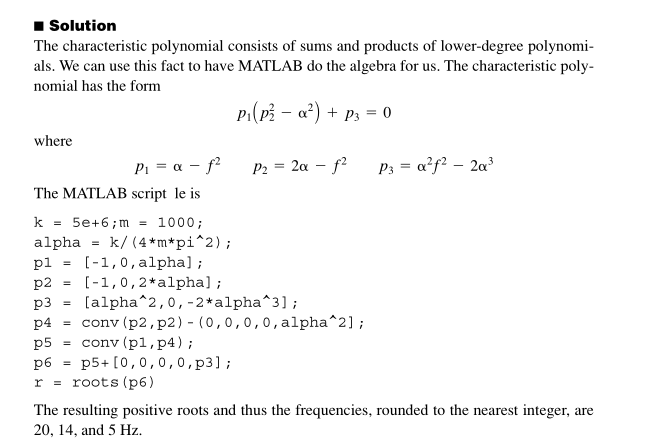 ■ Solution
The characteristic polynomial consists of sums and products of lower-degree polynomi-
als. We can use this fact to have MATLAB do the algebra for us. The characteristic poly-
nomial has the form
p₁(p₂² − α²) + p₃ = 0
where
p₁ = α − f² p₂ = 2α − f² p₃ = α²f² − 2α³
The MATLAB script le is
k = 5e+6;m = 1000;
alpha = k/(4*m*pi^2);
p1 = [-1,0,alpha];
p2 = [-1,0,2*alpha];
p3 = [alpha^2,0,-2*alpha^3];
p4 = conv(p2,p2)-(0,0,0,0,alpha^2];
p5 = conv(p1,p4);
p6 = p5+[0,0,0,0,p3];
r = roots(p6)
The resulting positive roots and thus the frequencies, rounded to the nearest integer, are
20, 14, and 5 Hz.